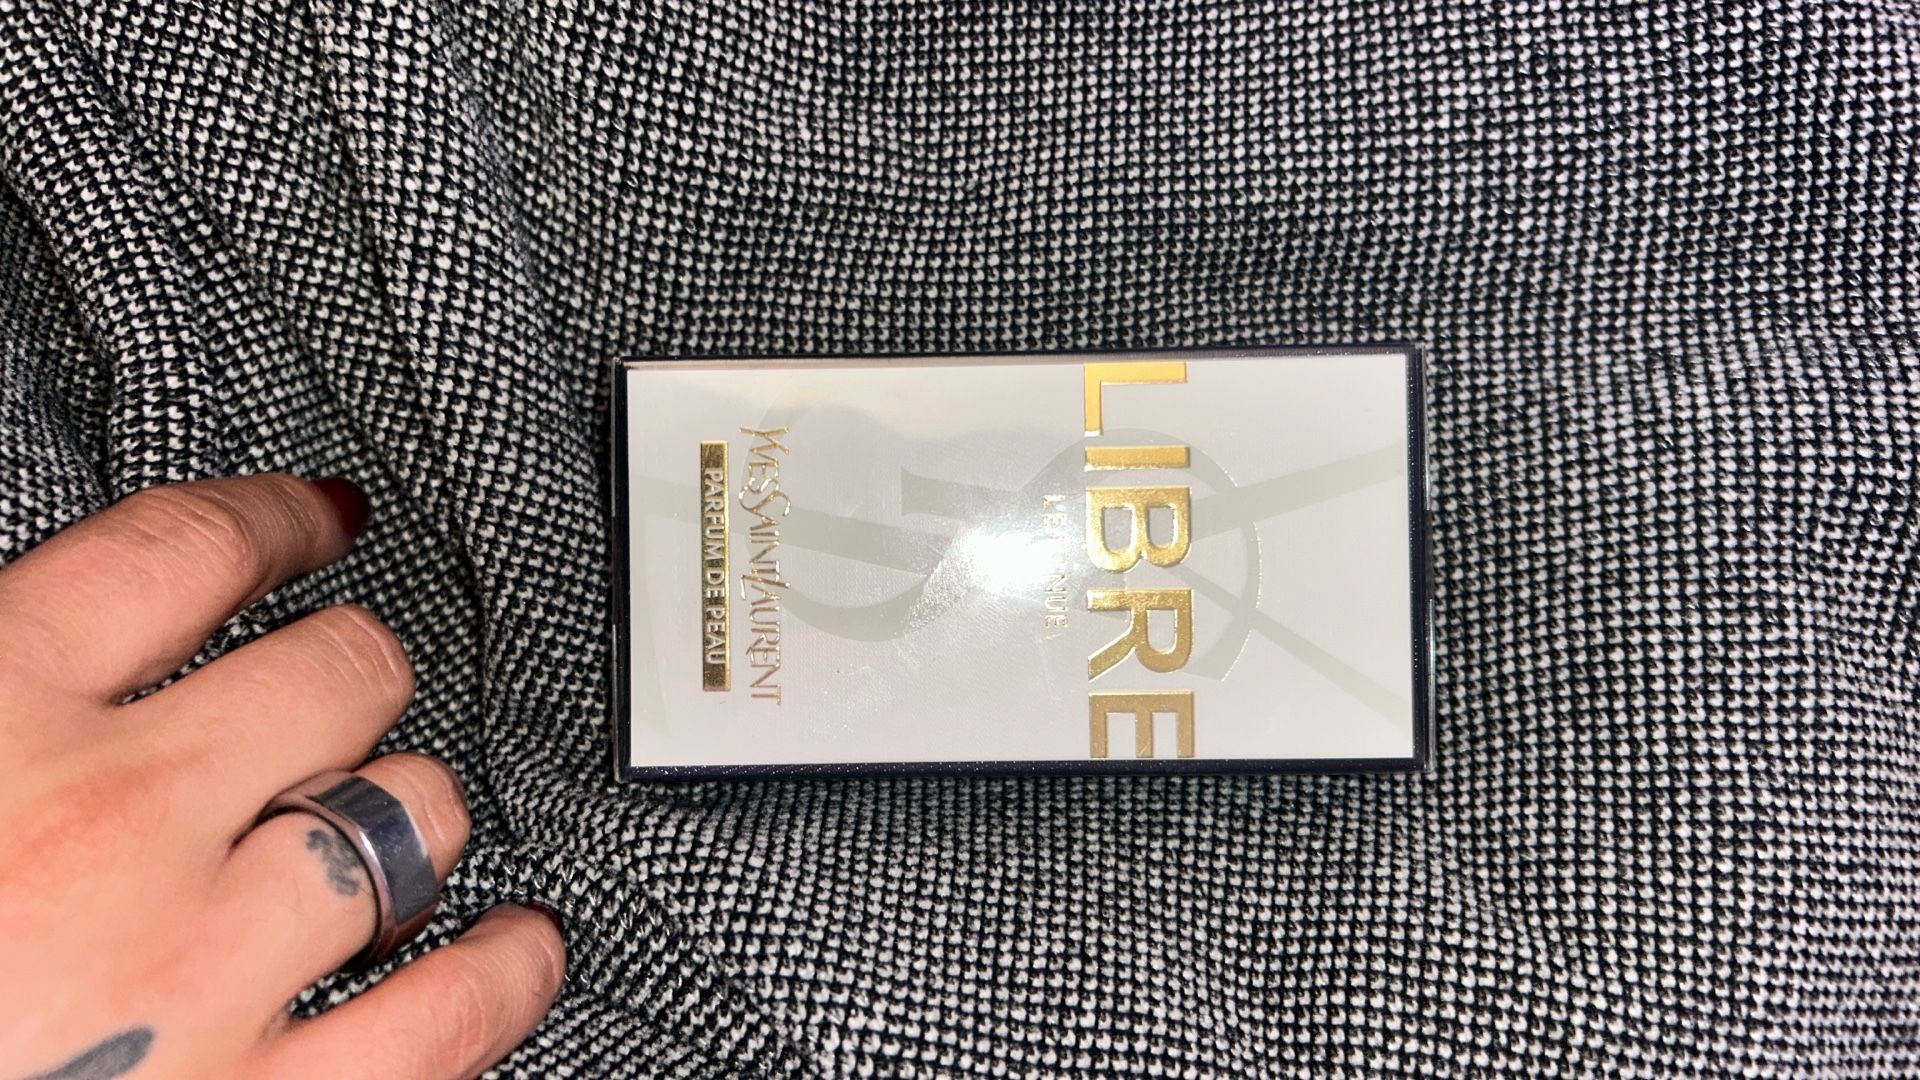 LIBRE
NUE
YVESSAINTLAURENT
PARFUM DE PEAU